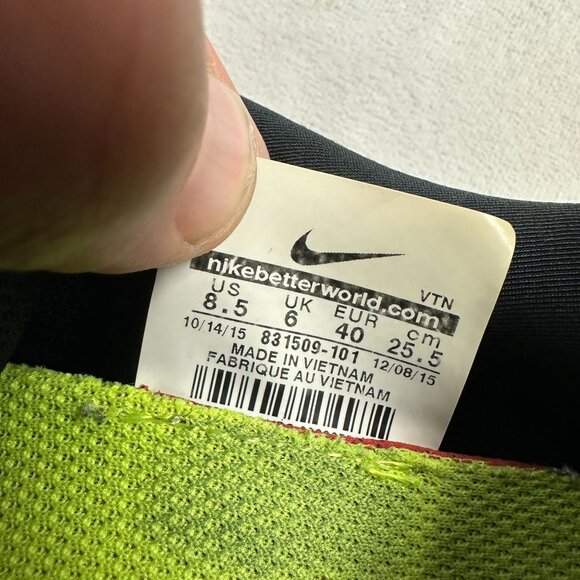 nikebetterworld.com VTN
US UK EUR cm
8.5 6 40 25.5
10/14/15 831509-101 12/08/15
MADE IN VIETNAM
FABRIQUE AU VIETNAM